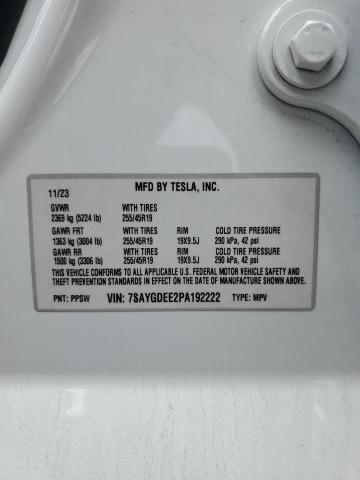 11/23 MFD BY TESLA, INC.
GVWR WITH TIRES
2369 kg (5224 lb) 255/45R19
GAWR FRT WITH TIRES RIM COLD TIRE PRESSURE
1363 kg (3004 lb) 255/45R19 19X9.5J 290 kPa, 42 psi
GAWR RR WITH TIRES RIM COLD TIRE PRESSURE
1500 kg (3306 lb) 255/45R19 19X9.5J 290 kPa, 42 psi
THIS VEHICLE CONFORMS TO ALL APPLICABLE U.S. FEDERAL MOTOR VEHICLE SAFETY AND
THEFT PREVENTION STANDARDS IN EFFECT ON THE DATE OF MANUFACTURE SHOWN ABOVE.
PNT: PPSW VIN: 7SAYGDEE2PA192222 TYPE: MPV